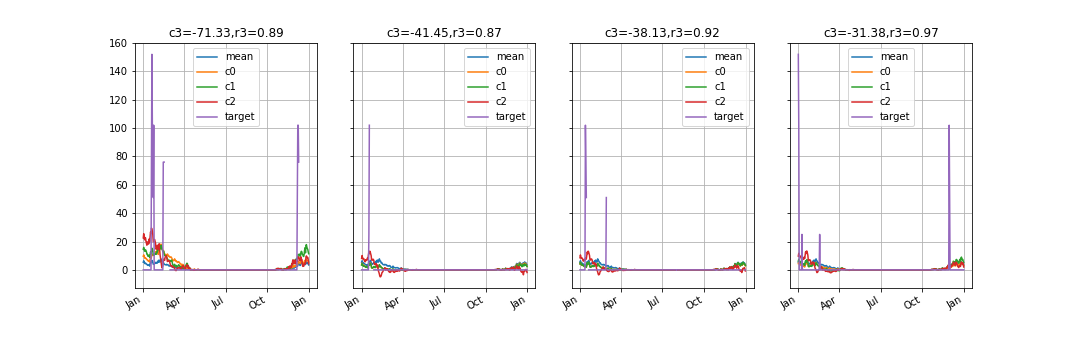 c3=-71.33,r3=0.89
c3=-41.45,r3=0.87
c3=-38.13,r3=0.92
c3=-31.38,r3=0.97
160
140
120
100
80
60
40
20
0
mean
c0
c1
c2
target
mean
c0
c1
c2
target
mean
c0
c1
c2
target
mean
c0
c1
c2
target
Jan
Apr
Jul
Oct
Jan
Jan
Apr
Jul
Oct
Jan
Jan
Apr
Jul
Oct
Jan
Jan
Apr
Jul
Oct
Jan